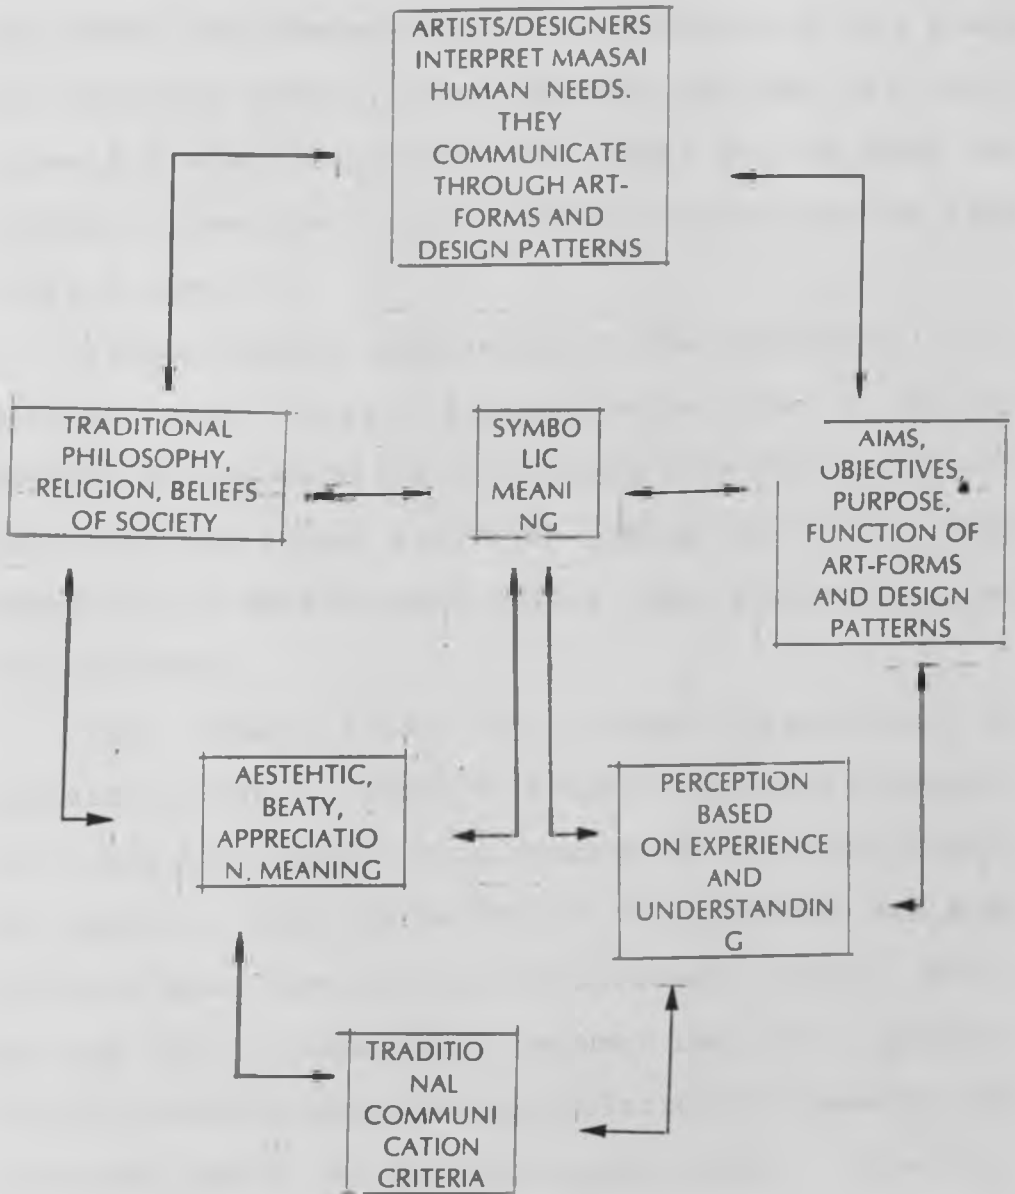 ARTISTS/DESIGNERS
INTERPRET MAASAI
HUMAN NEEDS.
THEY
COMMUNICATE
THROUGH ART-
FORMS AND
DESIGN PATTERNS
TRADITIONAL
PHILOSOPHY,
RELIGION, BELIEFS
OF SOCIETY
SYMBO
LIC
MEANI
NG
AIMS,
OBJECTIVES,
PURPOSE,
FUNCTION OF
ART-FORMS
AND DESIGN
PATTERNS
AESTEHTIC,
BEATY,
APPRECIATIO
N. MEANING
PERCEPTION
BASED
ON EXPERIENCE
AND
UNDERSTANDIN
G
TRADITIO
NAL
COMMUNI
CATION
CRITERIA